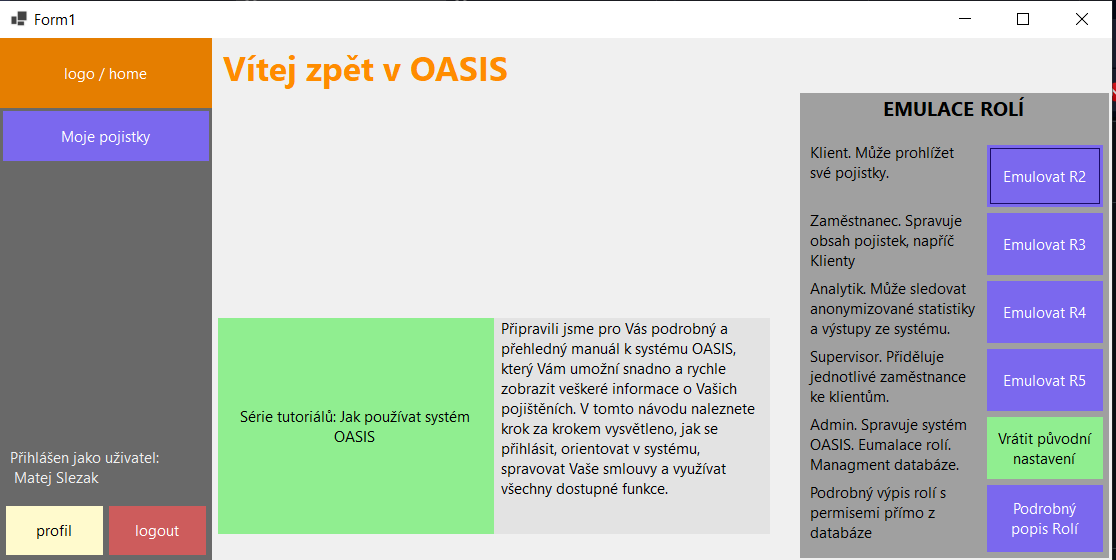 Form1
logo / home
Moje pojistky
Přihlášen jako uživatel:
Matej Slezak
profil
logout
Vítej zpět v OASIS
Série tutoriálů: Jak používat systém
OASIS
Připravili jsme pro Vás podrobný a
přehledný manuál k systému OASIS,
který Vám umožní snadno a rychle
zobrazit veškeré informace o Vašich
pojištěních. V tomto návodu naleznete
krok za krokem vysvětleno, jak se
přihlásit, orientovat v systému,
spravovat Vaše smlouvy a využívat
všechny dostupné funkce.
EMULACE ROLÍ
Klient. Může prohlížet
své pojistky.
Emulovat R2
Zaměstnanec. Spravuje
obsah pojistek, napříč
Klienty
Emulovat R3
Analytik. Může sledovat
anonymizované statistiky
a výstupy ze systému.
Emulovat R4
Supervisor. Přiděluje
jednotlivé zaměstnance
ke klientům.
Emulovat R5
Admin. Spravuje systém
OASIS. Eumalace rolí.
Managment databáze.
Vrátit původní
nastavení
Podrobný výpis rolí s
permisemi přímo z
databáze
Podrobný
popis Rolí